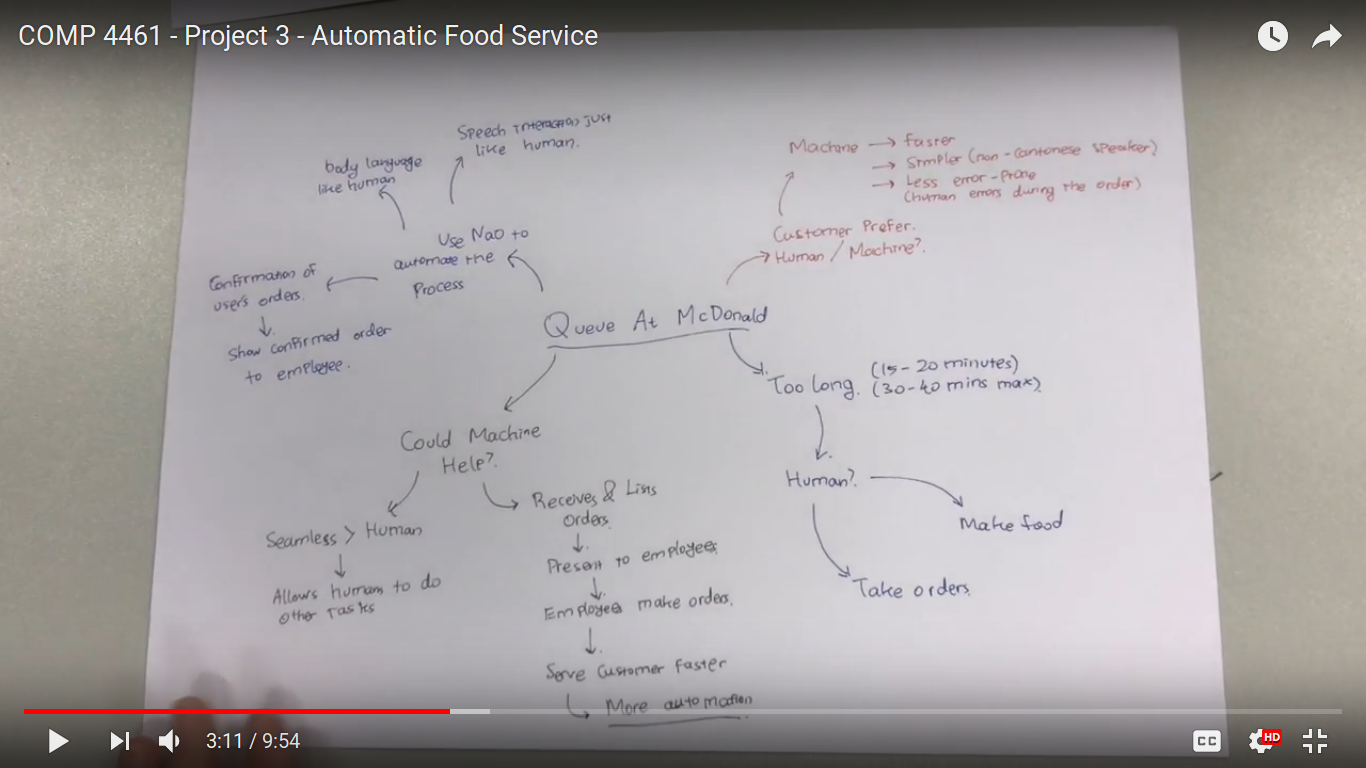 COMP 4461 - Project 3 - Automatic Food Service
Speech Interaction just
like human.
body language
like human
Use Nao to
automate the
Process
Confirmation of
users orders.
Show confirmed order
to employee.
Machine → faster
→ Simpler (non-Cantonese speaker)
→ Less error-prone
(human errors during the order)
Customer Prefer.
Human / Machine?.
Queue At McDonald
Too long. (15-20 minutes)
(30-40 mins max)
Human?.
Make food
Take orders.
Could Machine
Help?.
Seamless > Human
Allows human to do
other Tasks
Receives & Lists
Orders.
Present to employees
Employees make orders.
Serve Customer Faster
More automation
3:11 / 9:54
CC
HD